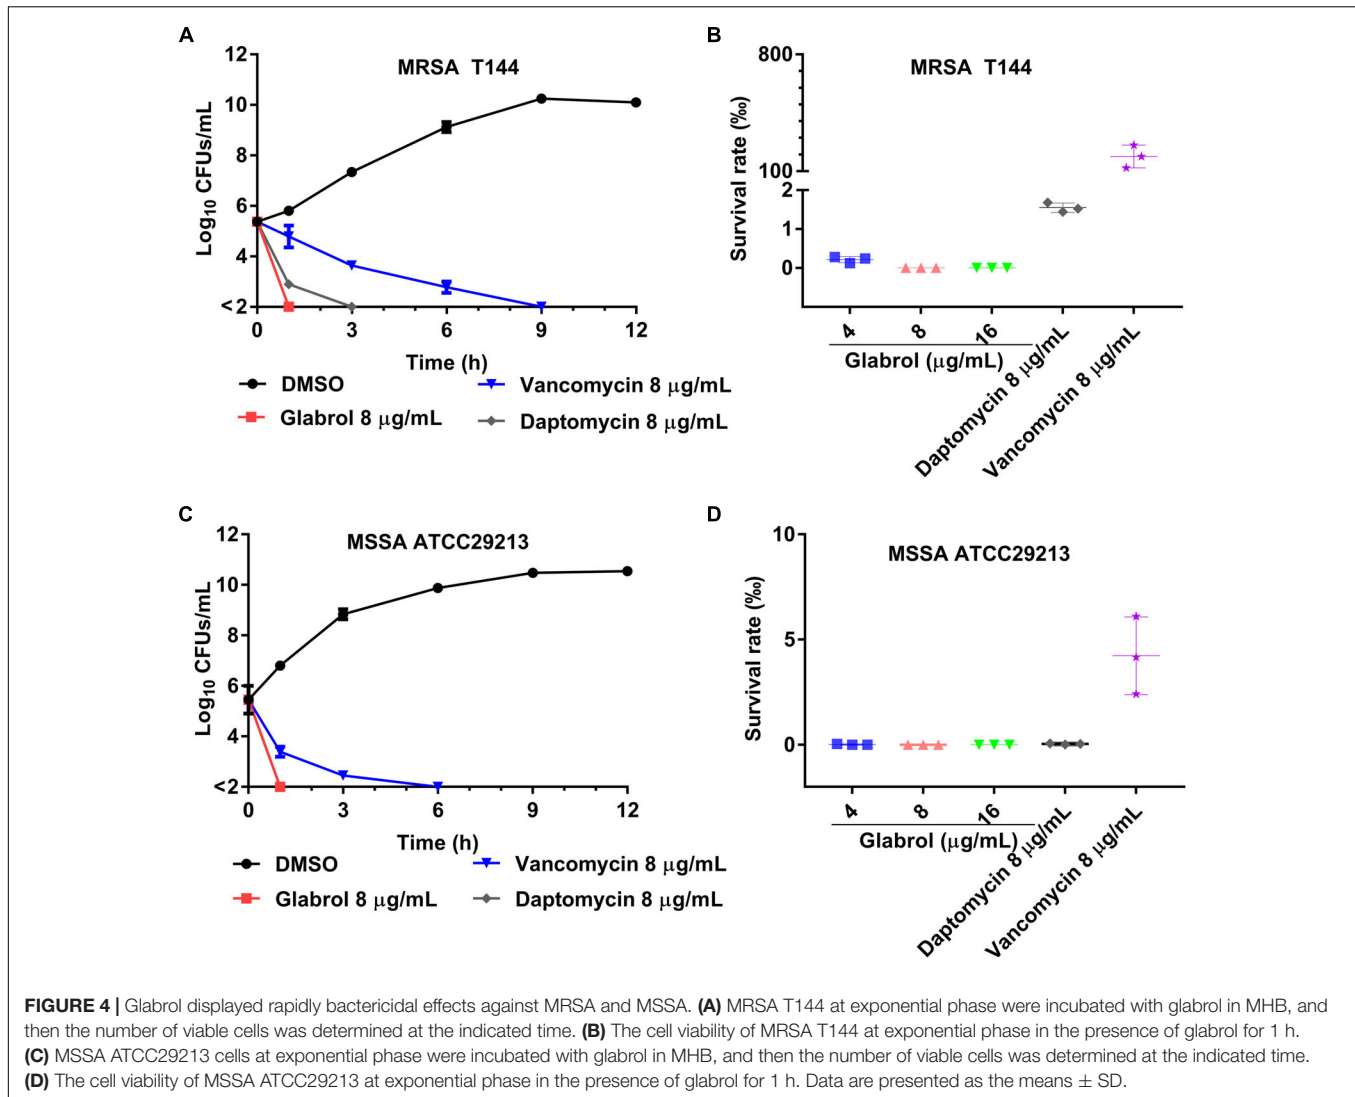 A
MRSA T144
Log10 CFUs/mL
12
10
8
6
4
<2
0 3 6 9 12
Time (h)
DMSO
Vancomycin 8 μg/mL
Glabrol 8 μg/mL
Daptomycin 8 μg/mL
B
MRSA T144
Survival rate (‰)
800
100
2
1
0
4 8 16
Glabrol (μg/mL)
Daptomycin 8 μg/mL
Vancomycin 8 μg/mL
C
MSSA ATCC29213
Log10 CFUs/mL
12
10
8
6
4
<2
0 3 6 9 12
Time (h)
DMSO
Vancomycin 8 μg/mL
Glabrol 8 μg/mL
Daptomycin 8 μg/mL
D
MSSA ATCC29213
Survival rate (‰)
10
5
0
4 8 16
Glabrol (μg/mL)
Daptomycin 8 μg/mL
Vancomycin 8 μg/mL
FIGURE 4 | Glabrol displayed rapidly bactericidal effects against MRSA and MSSA. (A) MRSA T144 at exponential phase were incubated with glabrol in MHB, and
then the number of viable cells was determined at the indicated time. (B) The cell viability of MRSA T144 at exponential phase in the presence of glabrol for 1 h.
(C) MSSA ATCC29213 cells at exponential phase were incubated with glabrol in MHB, and then the number of viable cells was determined at the indicated time.
(D) The cell viability of MSSA ATCC29213 at exponential phase in the presence of glabrol for 1 h. Data are presented as the means ± SD.